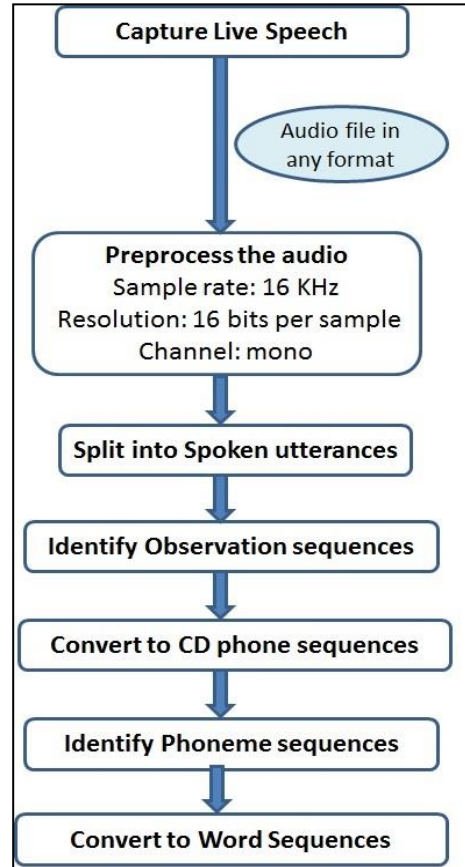 Capture Live Speech
Audio file in
any format
Preprocess the audio
Sample rate: 16 KHz
Resolution: 16 bits per sample
Channel: mono
Split into Spoken utterances
Identify Observation sequences
Convert to CD phone sequences
Identify Phoneme sequences
Convert to Word Sequences